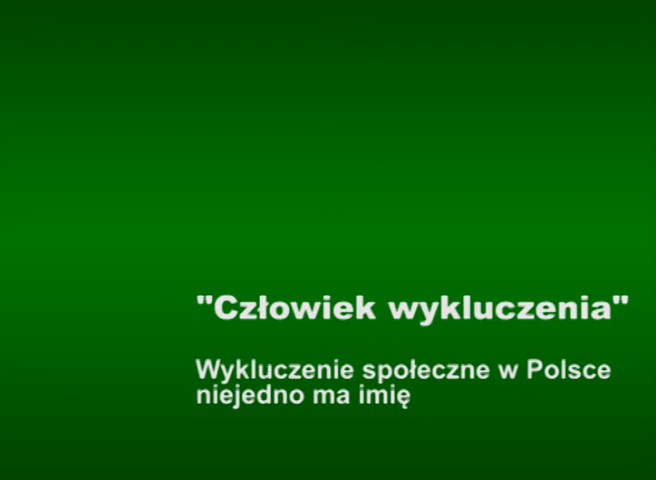 "Człowiek wykluczenia"
Wykluczenie społeczne w Polsce
niejedno ma imię